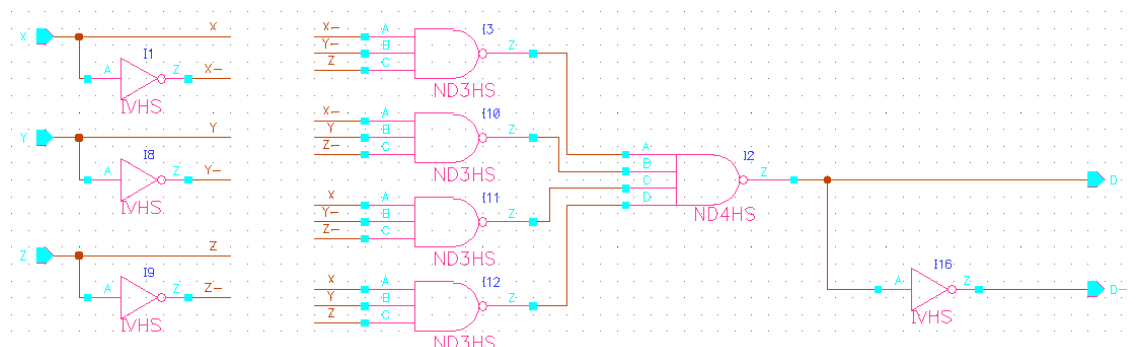 X
X
I1
A
Z
X-
IVHS
Y
Y
I8
A
Z
Y-
IVHS
Z
Z
I9
A
Z
Z-
IVHS
X-
A
I3
Y-
B
Z
Z
C
ND3HS
X-
A
I10
Y
B
Z
Z-
C
ND3HS
X
A
I11
Y-
B
Z
Z-
C
ND3HS
X
A
I12
Y
B
Z
Z
C
ND3HS
A
I2
B
C
Z
D
ND4HS
D
I16
A
Z
D-
IVHS